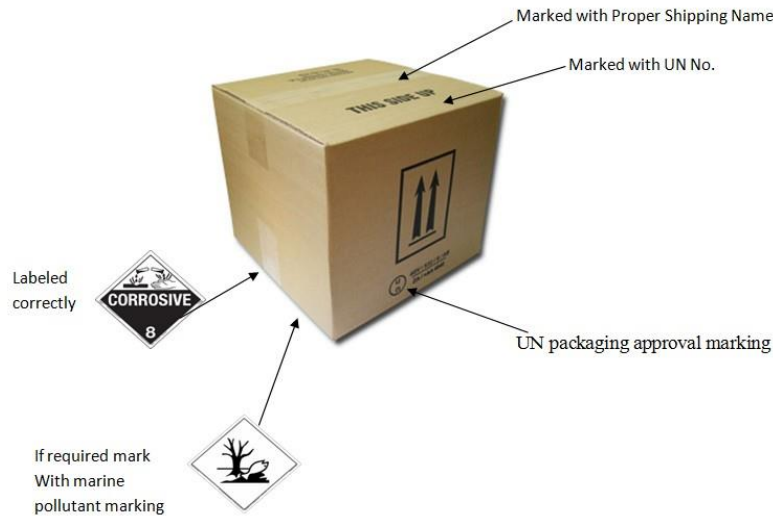 Marked with Proper Shipping Name
Marked with UN No.
THIS SIDE UP
Labeled
correctly
CORROSIVE
8
UN packaging approval marking
If required mark
With marine
pollutant marking